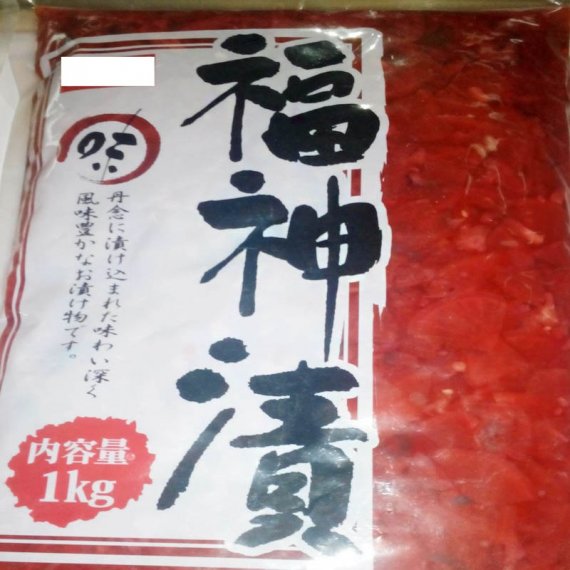 福神漬
味
丹念に漬け込まれた味わい深く
風味豊かなお漬け物です。
内容量
1kg